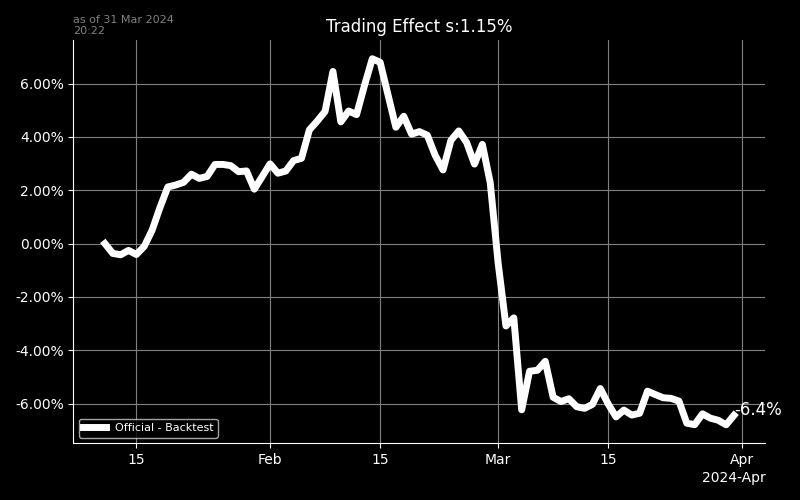 as of 31 Mar 2024
20:22
Trading Effect s:1.15%
6.00%
4.00%
2.00%
0.00%
-2.00%
-4.00%
-6.00%
-6.4%
Official - Backtest
15
Feb
15
Mar
15
Apr
2024-Apr